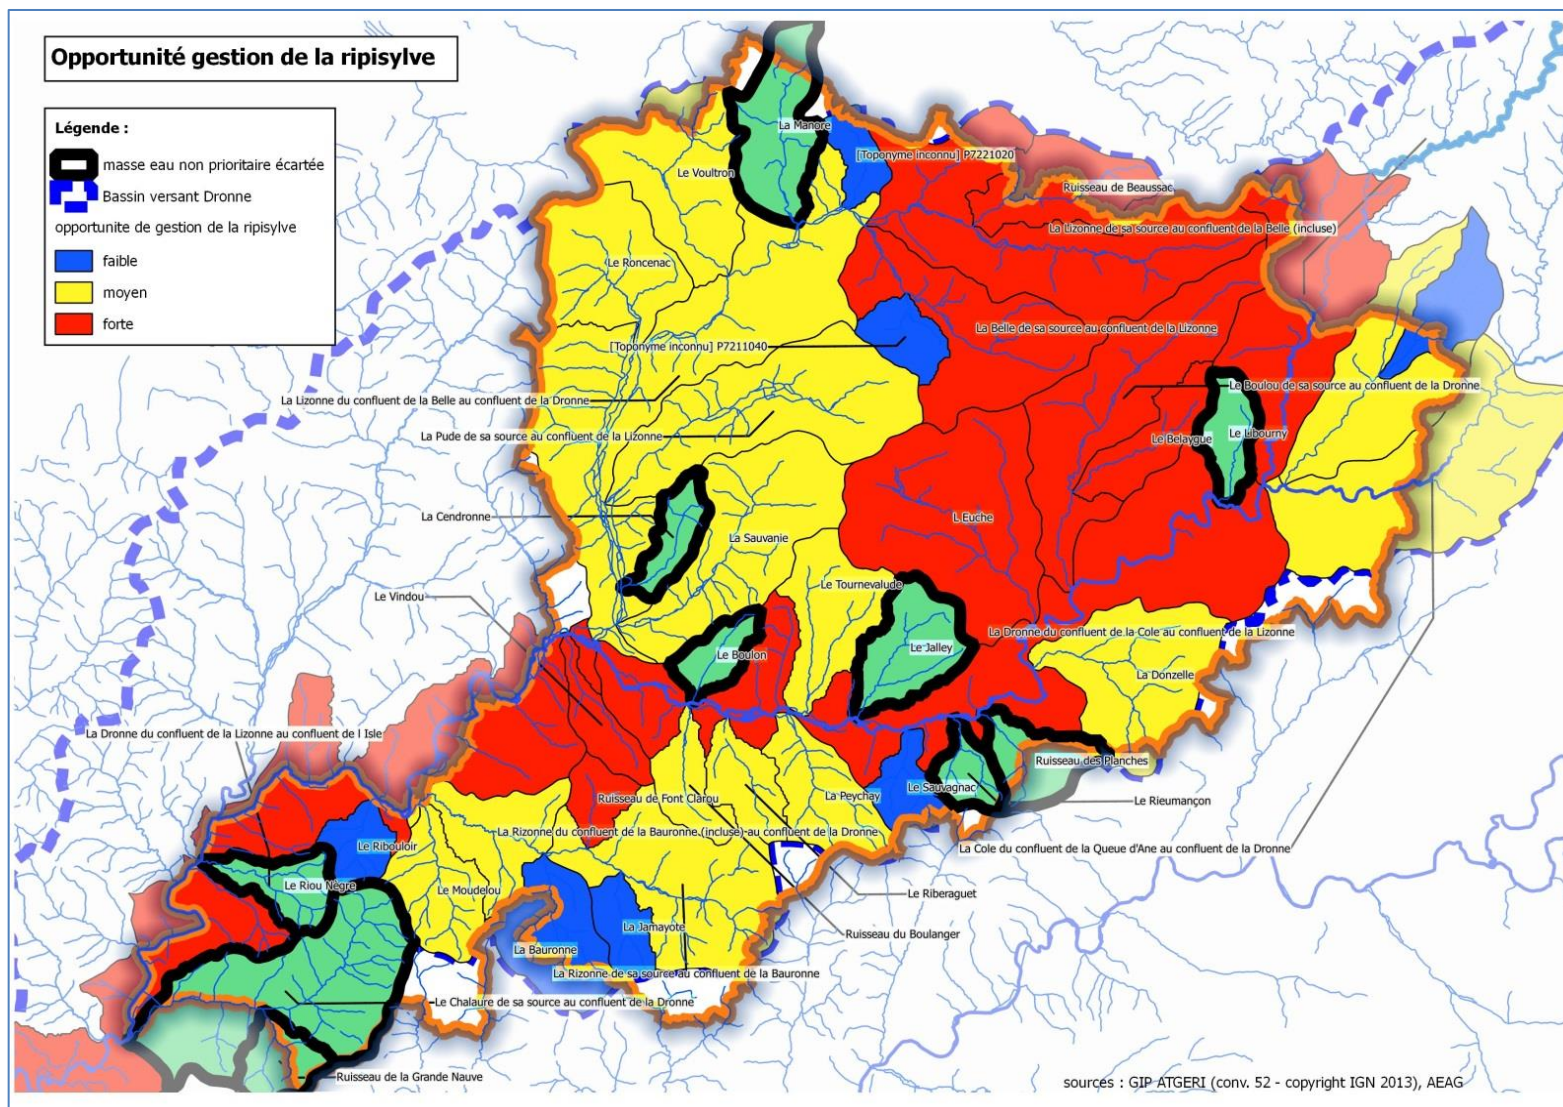 Opportunité gestion de la ripisylve
Légende :
masse eau non prioritaire écartée
Bassin versant Dronne
opportunite de gestion de la ripisylve
faible
moyen
forte
La Manore
[Toponyme inconnu] P7221020
Le Voultron
Ruisseau de Beaussac
La Lizonne de sa source au confluent de la Belle (incluse)
Le Roncenac
La Belle de sa source au confluent de la Lizonne
[Toponyme inconnu] P7211040
Le Boulou de sa source au confluent de la Dronne
La Lizonne du confluent de la Belle au confluent de la Dronne
La Pude de sa source au confluent de la Lizonne
Le Belaygue
Le Libourny
La Cendronne
L Euche
La Sauvanie
Le Tournevalude
Le Vindou
La Dronne du confluent de la Cole au confluent de la Lizonne
Le Boulon
Le Jalley
La Donzelle
La Dronne du confluent de la Lizonne au confluent de l Isle
Ruisseau des Planches
Le Sauvagnac
La Peychay
Ruisseau de Font Clarou
Le Rieumançon
La Rizonne du confluent de la Bauronne (incluse) au confluent de la Dronne
Le Ribouloir
La Cole du confluent de la Queue d'Ane au confluent de la Dronne
Le Riou Nègre
Le Moudelou
Le Riberaguet
La Jamayote
Ruisseau du Boulanger
La Bauronne
La Rizonne de sa source au confluent de la Bauronne
Le Chalaure de sa source au confluent de la Dronne
Ruisseau de la Grande Nauve
sources : GIP ATGERI (conv. 52 - copyright IGN 2013), AEAG